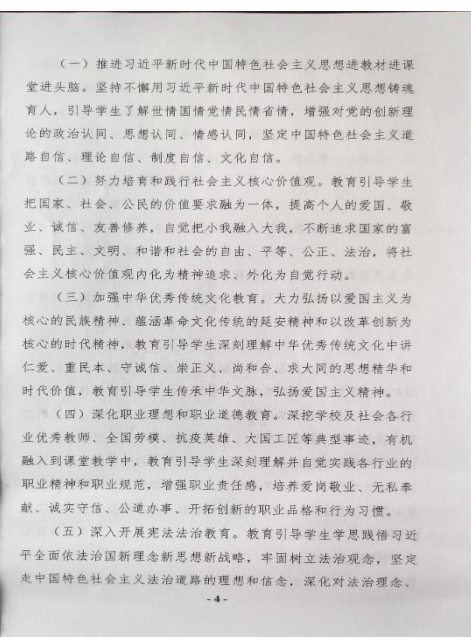 （一）推进习近平新时代中国特色社会主义思想进教材进课
堂进头脑。坚持不懈用习近平新时代中国特色社会主义思想铸魂
育人，引导学生了解世情国情党情民情省情，增强对党的创新理
论的政治认同、思想认同、情感认同，坚定中国特色社会主义道
路自信、理论自信、制度自信、文化自信。
（二）努力培育和践行社会主义核心价值观。教育引导学生
把国家、社会、公民的价值要求融为一体，提高个人的爱国、敬
业、诚信、友善修养，自觉把小我融入大我，不断追求国家的富
强、民主、文明、和谐和社会的自由、平等、公正、法治，将社
会主义核心价值观内化为精神追求、外化为自觉行动。
（三）加强中华优秀传统文化教育。大力弘扬以爱国主义为
核心的民族精神、蕴涵革命文化传统的延安精神和以改革创新为
核心的时代精神，教育引导学生深刻理解中华优秀传统文化中讲
仁爱、重民本、守诚信、崇正义、尚和合、求大同的思想精华和
时代价值，教育引导学生传承中华文脉，弘扬爱国主义精神。
（四）深化职业理想和职业道德教育。深挖学校及社会各行
业优秀教师、全国劳模、抗疫英雄、大国工匠等典型事迹，有机
融入到课堂教学中，教育引导学生深刻理解并自觉实践各行业的
职业精神和职业规范，增强职业责任感，培养爱岗敬业、无私奉
献、诚实守信、公道办事、开拓创新的职业品格和行为习惯。
（五）深入开展宪法法治教育。教育引导学生学思践悟习近
平全面依法治国新理念新思想新战略，牢固树立法治观念，坚定
走中国特色社会主义法治道路的理想和信念，深化对法治理念、
- 4 -